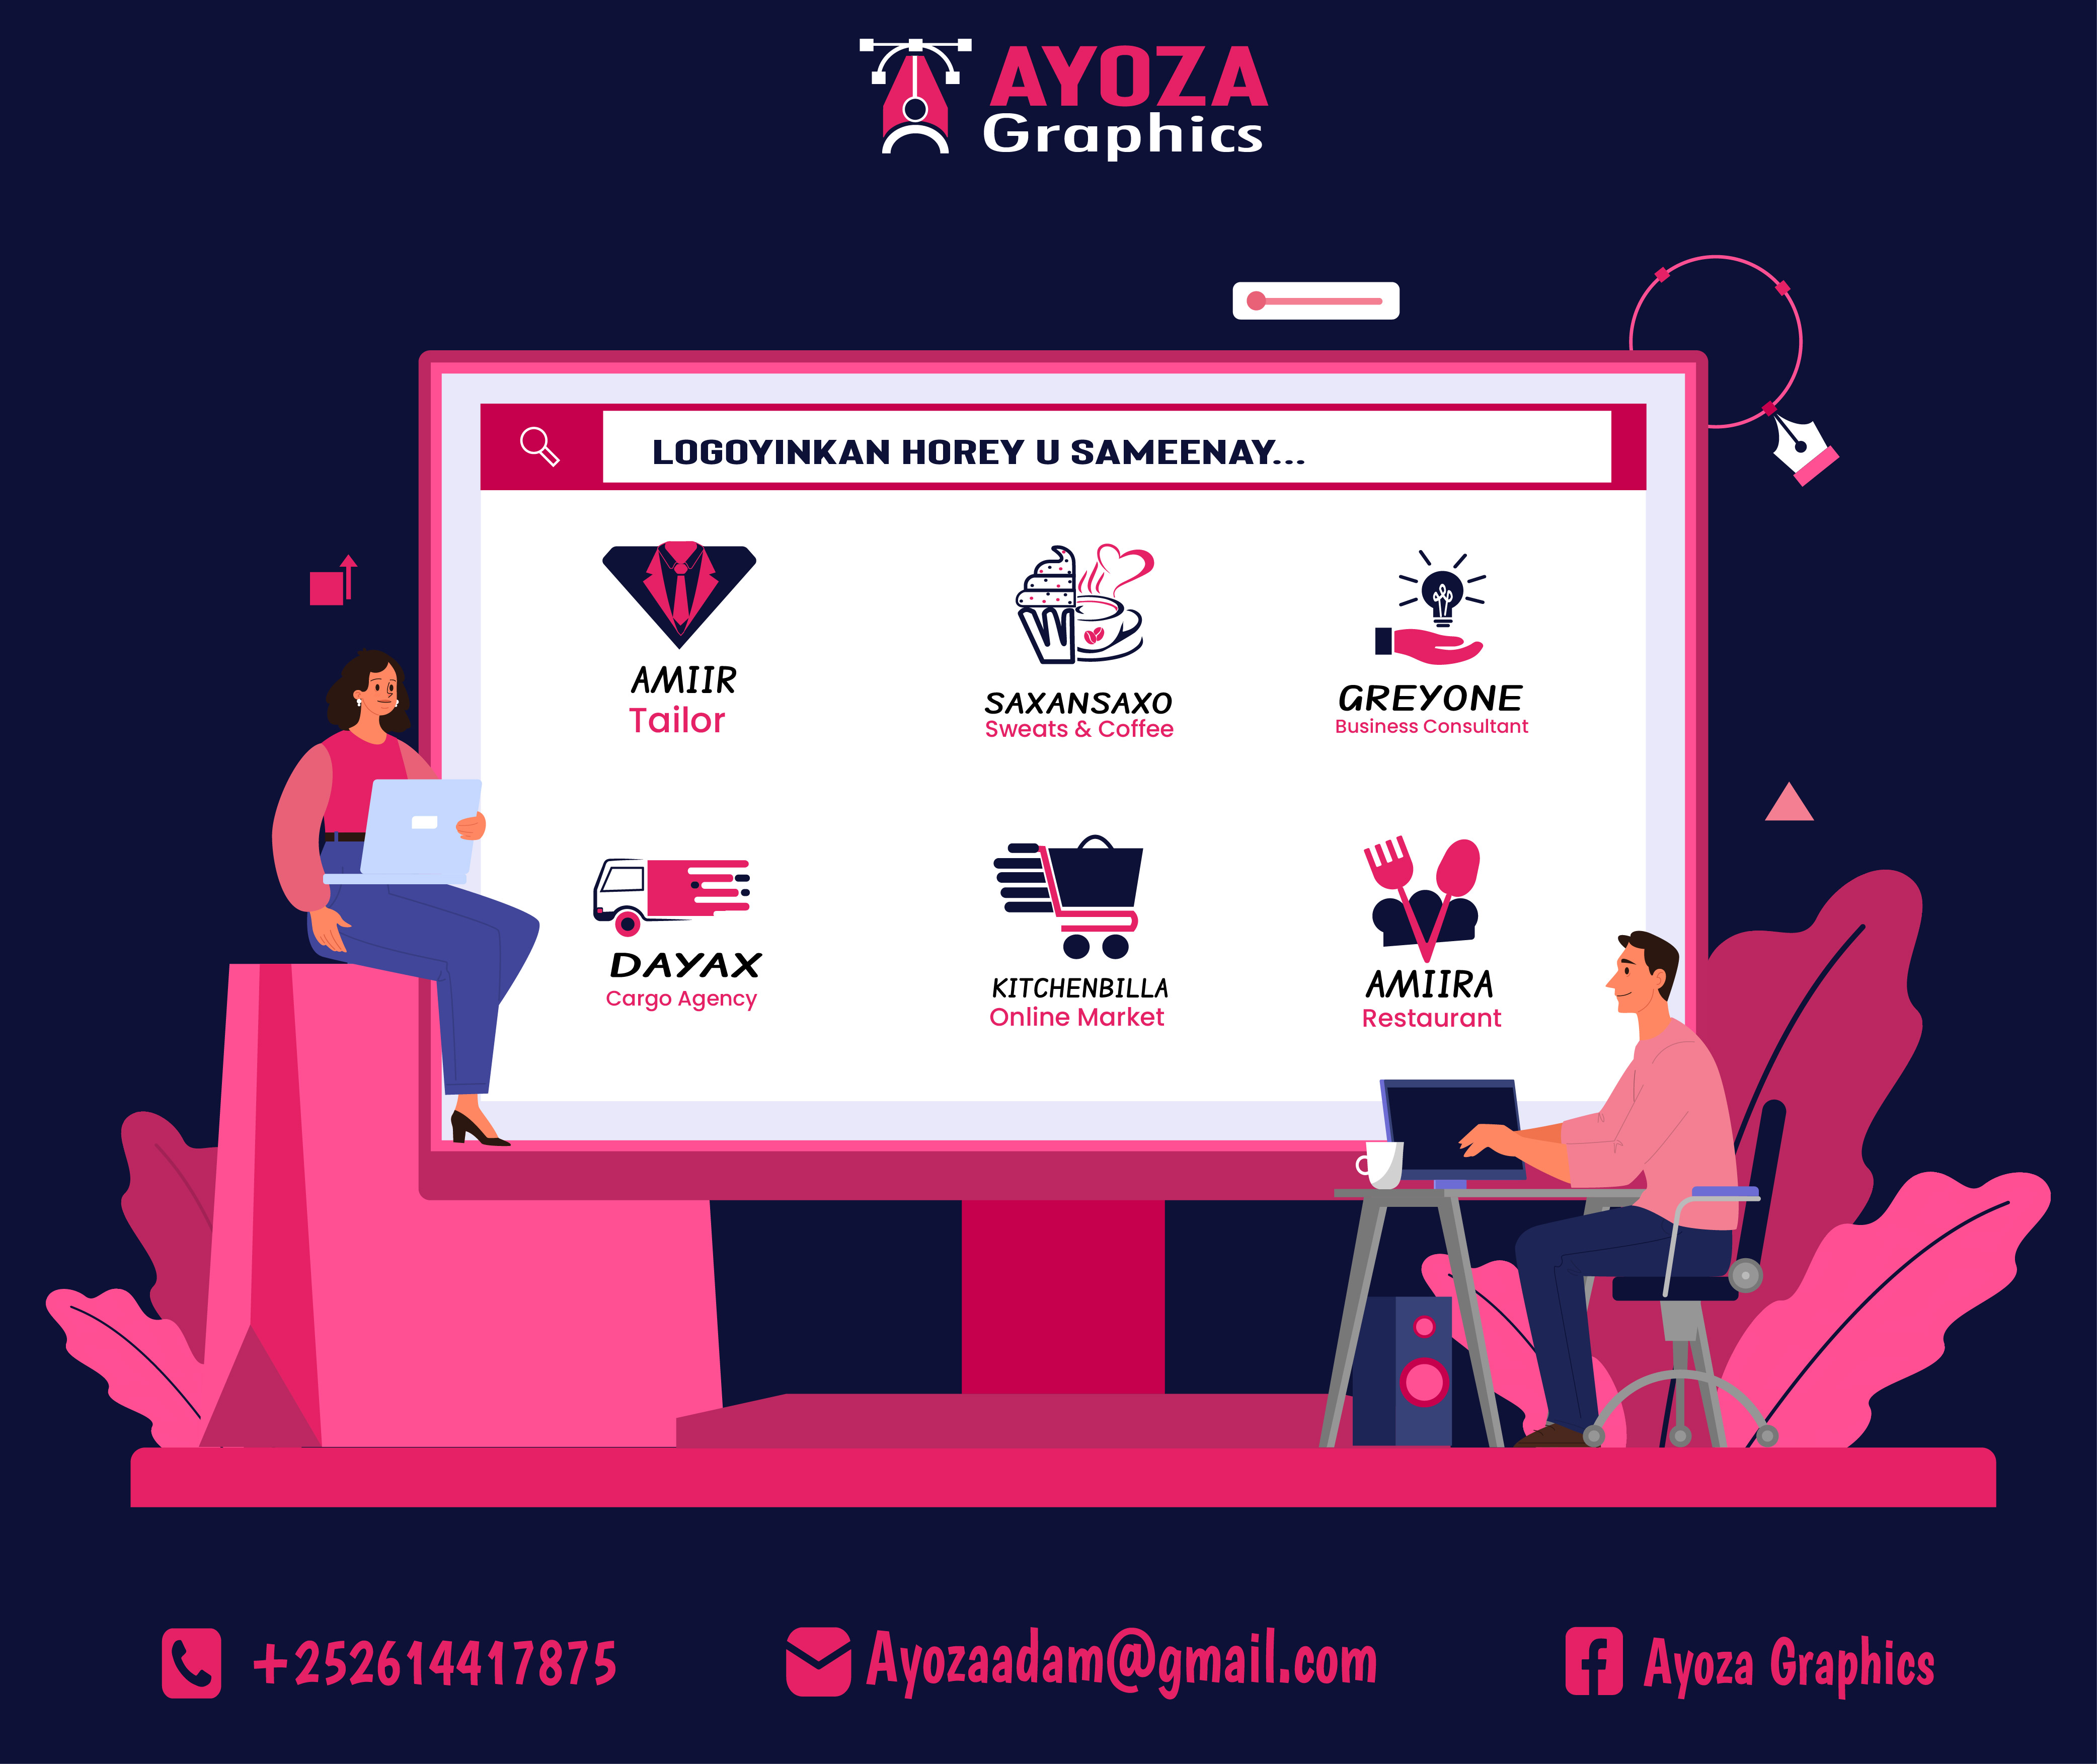 AYOZA
Graphics
LOGOYINKAN HOREY U SAMEENAY...
AMIIR
Tailor
SAXANSAXO
Sweats & Coffee
GREYONE
Business Consultant
DAYAX
Cargo Agency
KITCHENBILLA
Online Market
AMIIRA
Restaurant
+252614417875
Ayozaadam@gmail.com
Ayoza Graphics